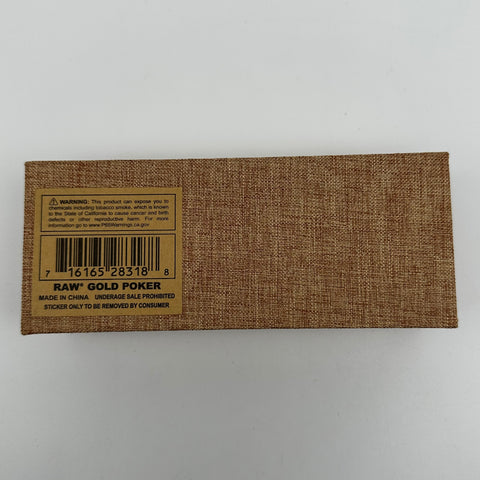 ⚠ WARNING: This product can expose you to
chemicals including tobacco smoke, which is known
to the State of California to cause cancer and birth
defects or other reproductive harm. For more
information go to www.P65Warnings.ca.gov
7 16165 28318 8
RAW® GOLD POKER
MADE IN CHINA UNDERAGE SALE PROHIBITED
STICKER ONLY TO BE REMOVED BY CONSUMER